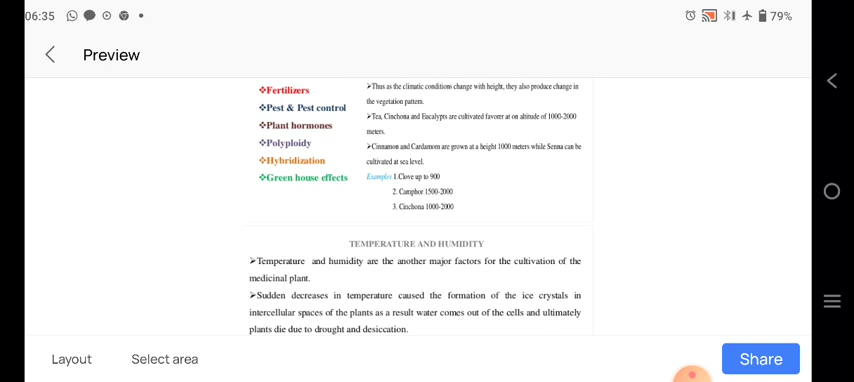 06:35
79%
Preview
❖Fertilizers
❖Pest & Pest control
❖Plant hormones
❖Polyploidy
❖Hybridization
❖Green house effects
➢Thus as the climatic conditions change with height, they also produce change in
the vegetation pattern.
➢Tea, Cinchona and Eucalypts are cultivated favorer at on altitude of 1000-2000
meters.
➢Cinnamon and Cardamom are grown at a height 1000 meters while Senna can be
cultivated at sea level.
Examples 1.Clove up to 900
2. Camphor 1500-2000
3. Cinchona 1000-2000
TEMPERATURE AND HUMIDITY
➢Temperature and humidity are the another major factors for the cultivation of the
medicinal plant.
➢Sudden decreases in temperature caused the formation of the ice crystals in
intercellular spaces of the plants as a result water comes out of the cells and ultimately
plants die due to drought and desiccation.
Layout
Select area
Share